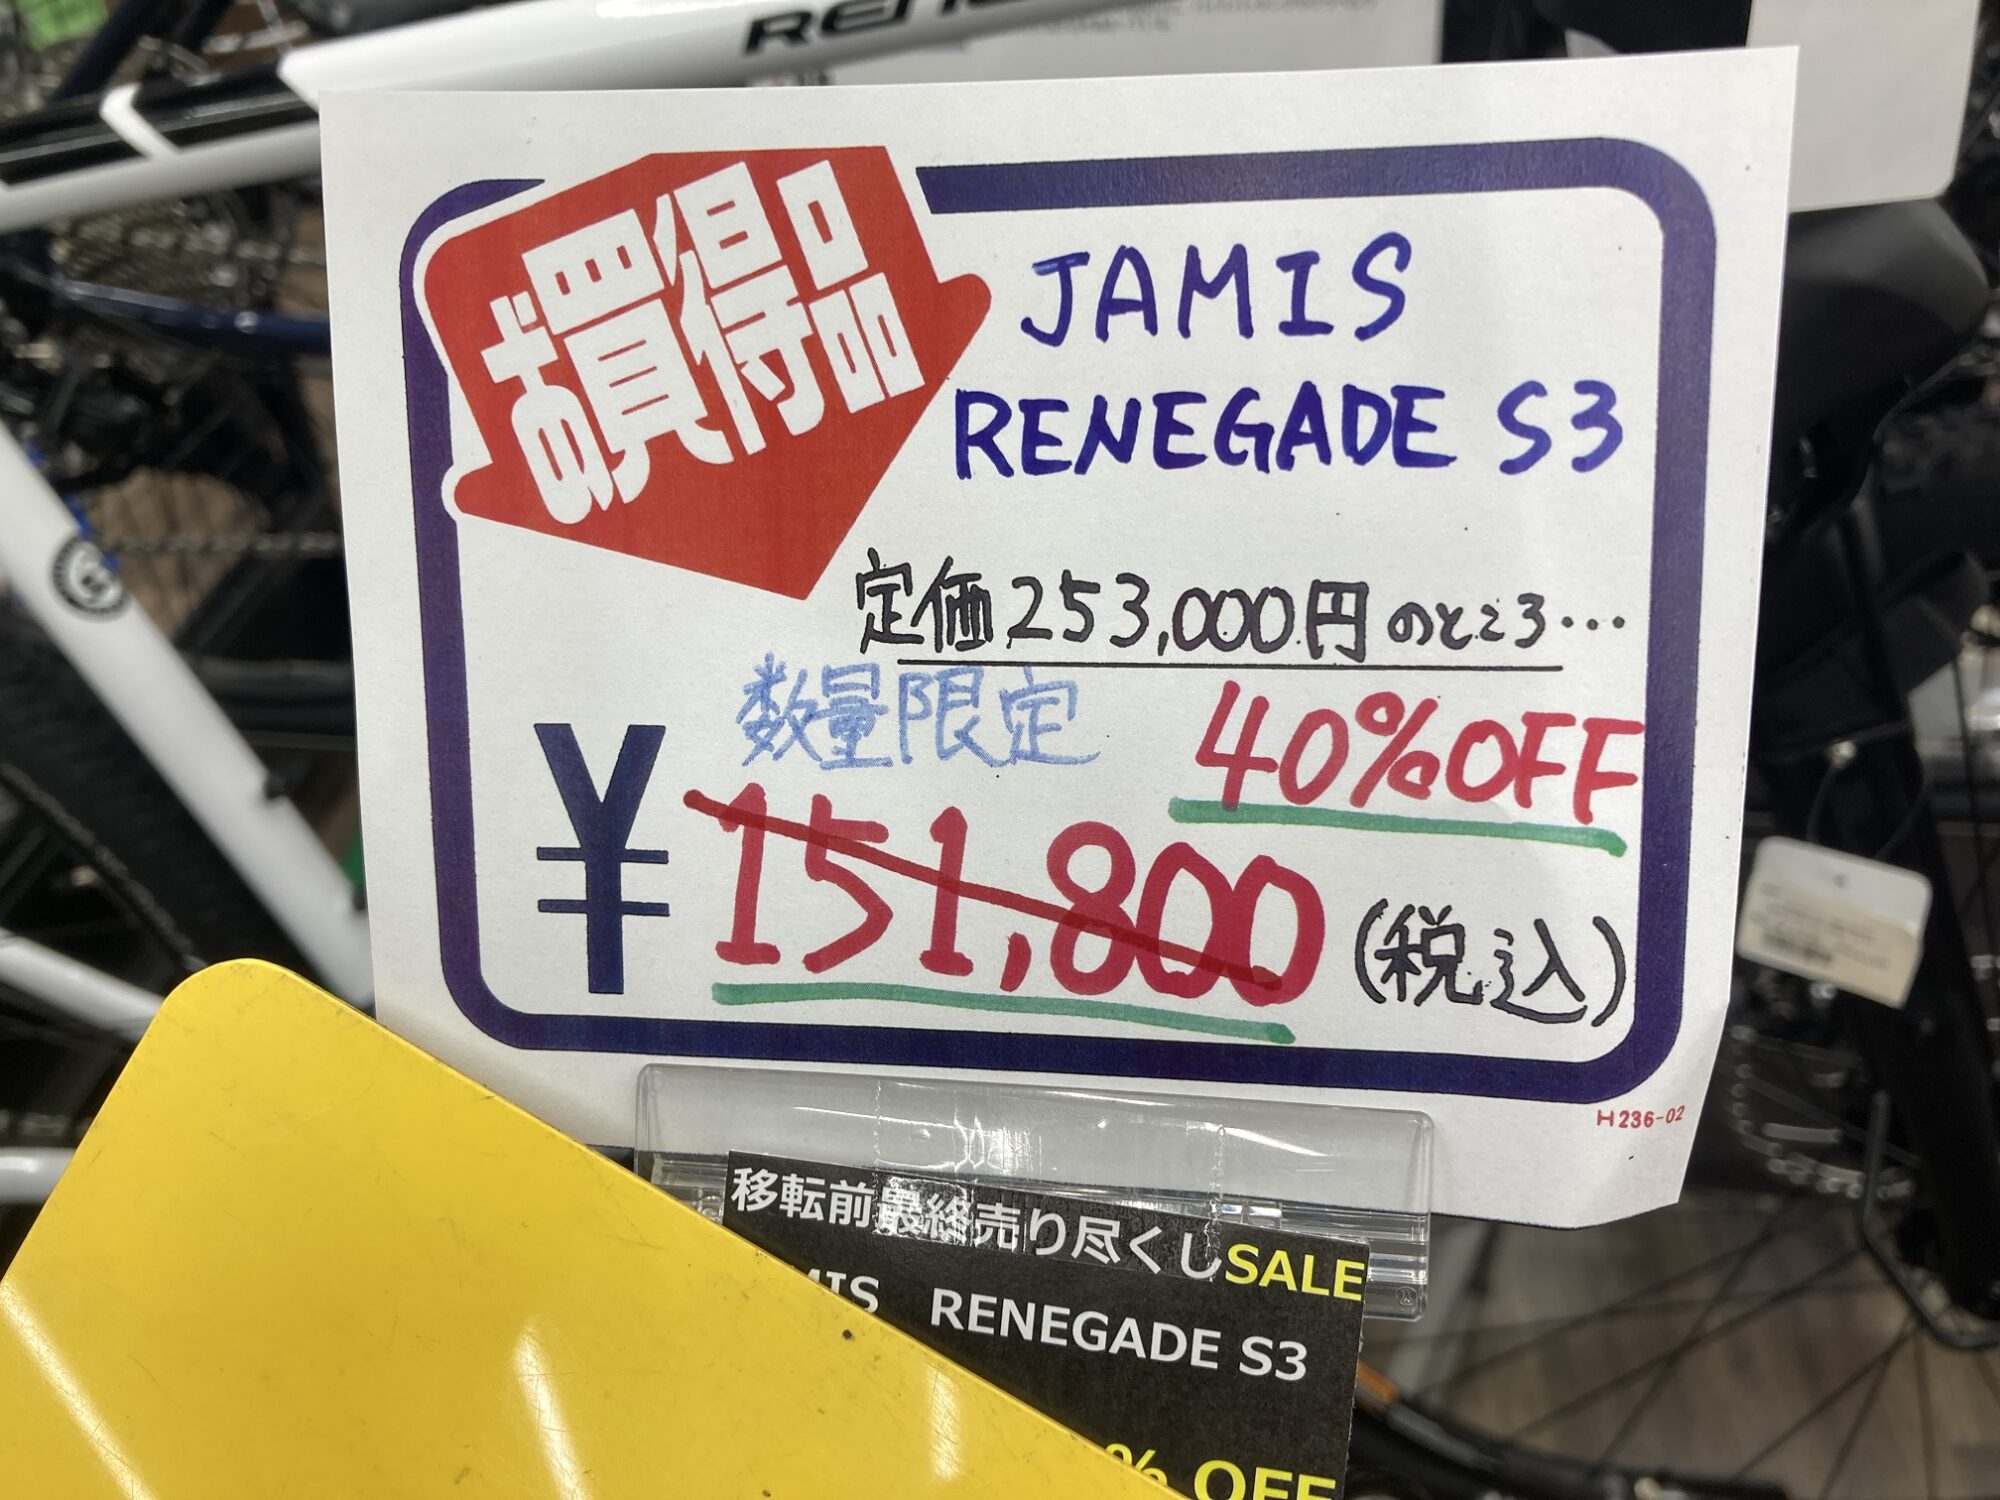 お買得品
JAMIS
RENEGADE S3
定価253,000円のところ…
数量限定
40%OFF
¥151,800(税込)
H236-02
移転前最終売り尽くしSALE
RENEGADE S3
% OFF